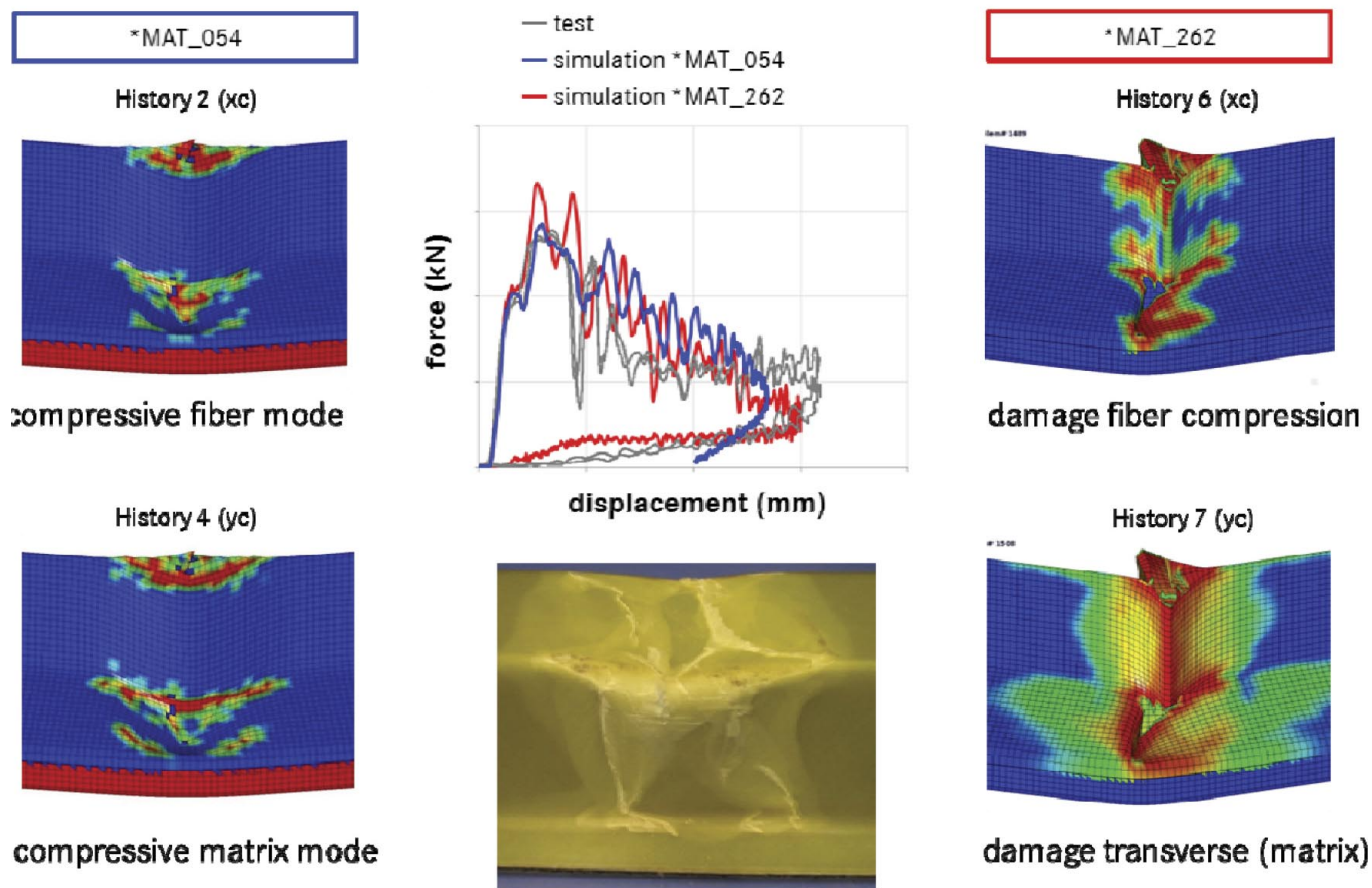 *MAT_054
History 2 (xc)
compressive fiber mode
History 4 (yc)
compressive matrix mode
test
simulation *MAT_054
simulation *MAT_262
force (kN)
displacement (mm)
*MAT_262
History 6 (xc)
damage fiber compression
History 7 (yc)
damage transverse (matrix)